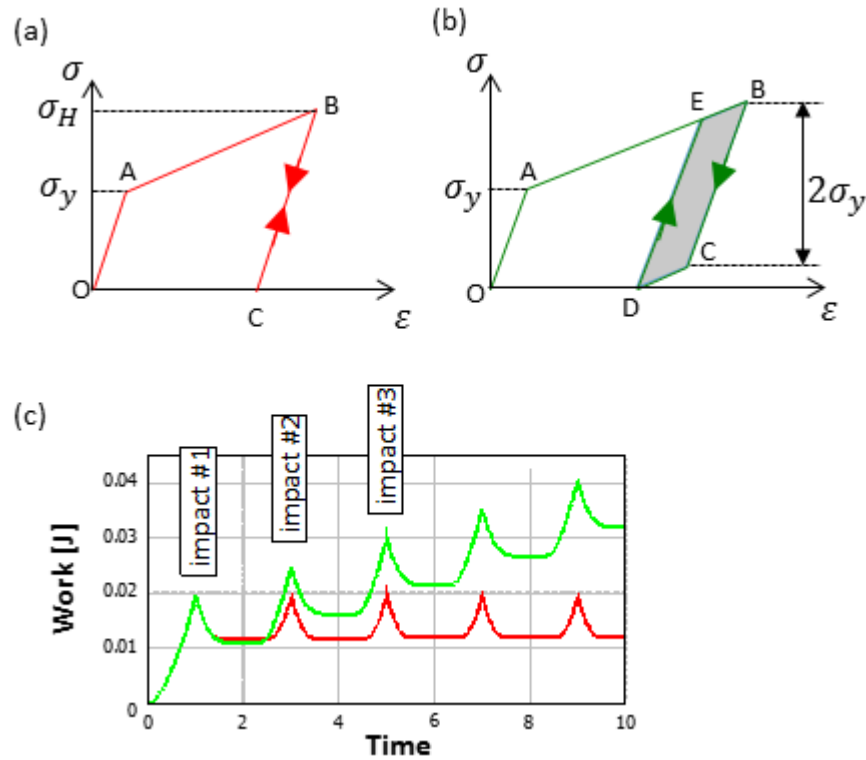 (a)
σ
σ_H
B
A
σ_y
O
C
ε
(b)
σ
E
B
A
σ_y
2σ_y
C
O
D
ε
(c)
impact #1
impact #2
impact #3
Work [J]
0.04
0.03
0.02
0.01
0
0 2 4 6 8 10
Time